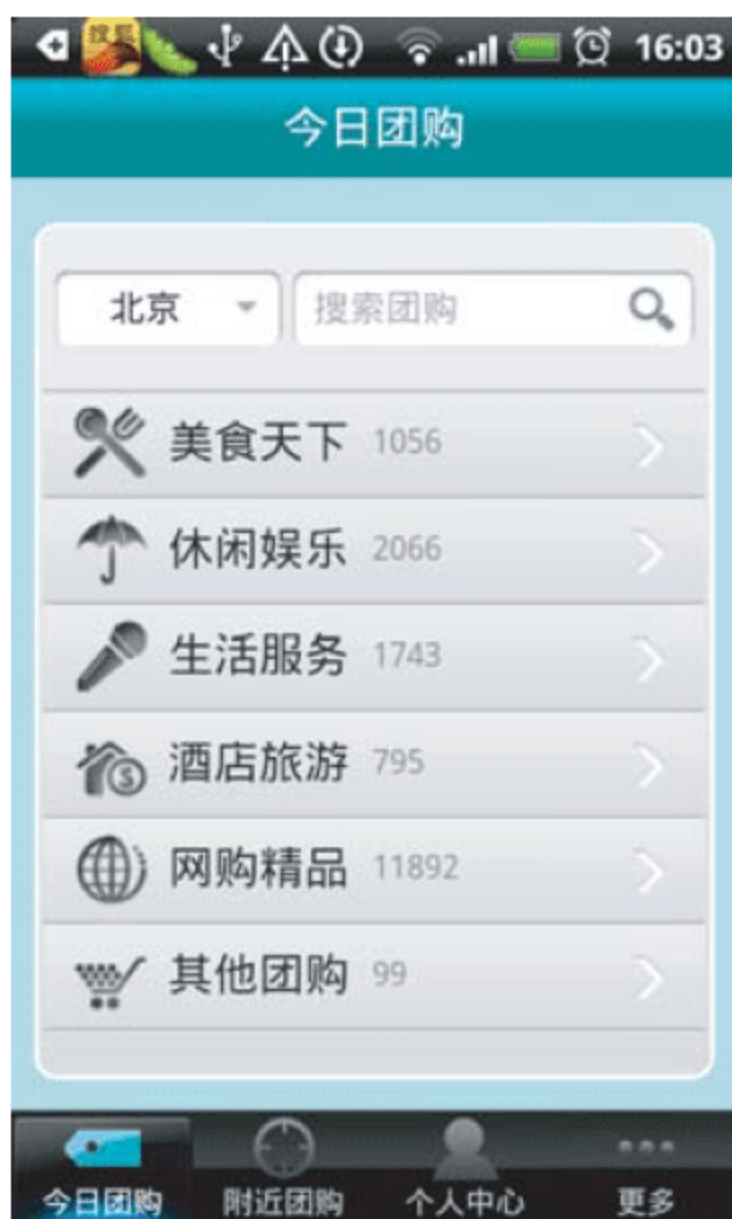 搜狐 16:03
今日团购
北京 搜索团购
美食天下 1056
休闲娱乐 2066
生活服务 1743
酒店旅游 795
网购精品 11892
其他团购 99
今日团购 附近团购 个人中心 更多